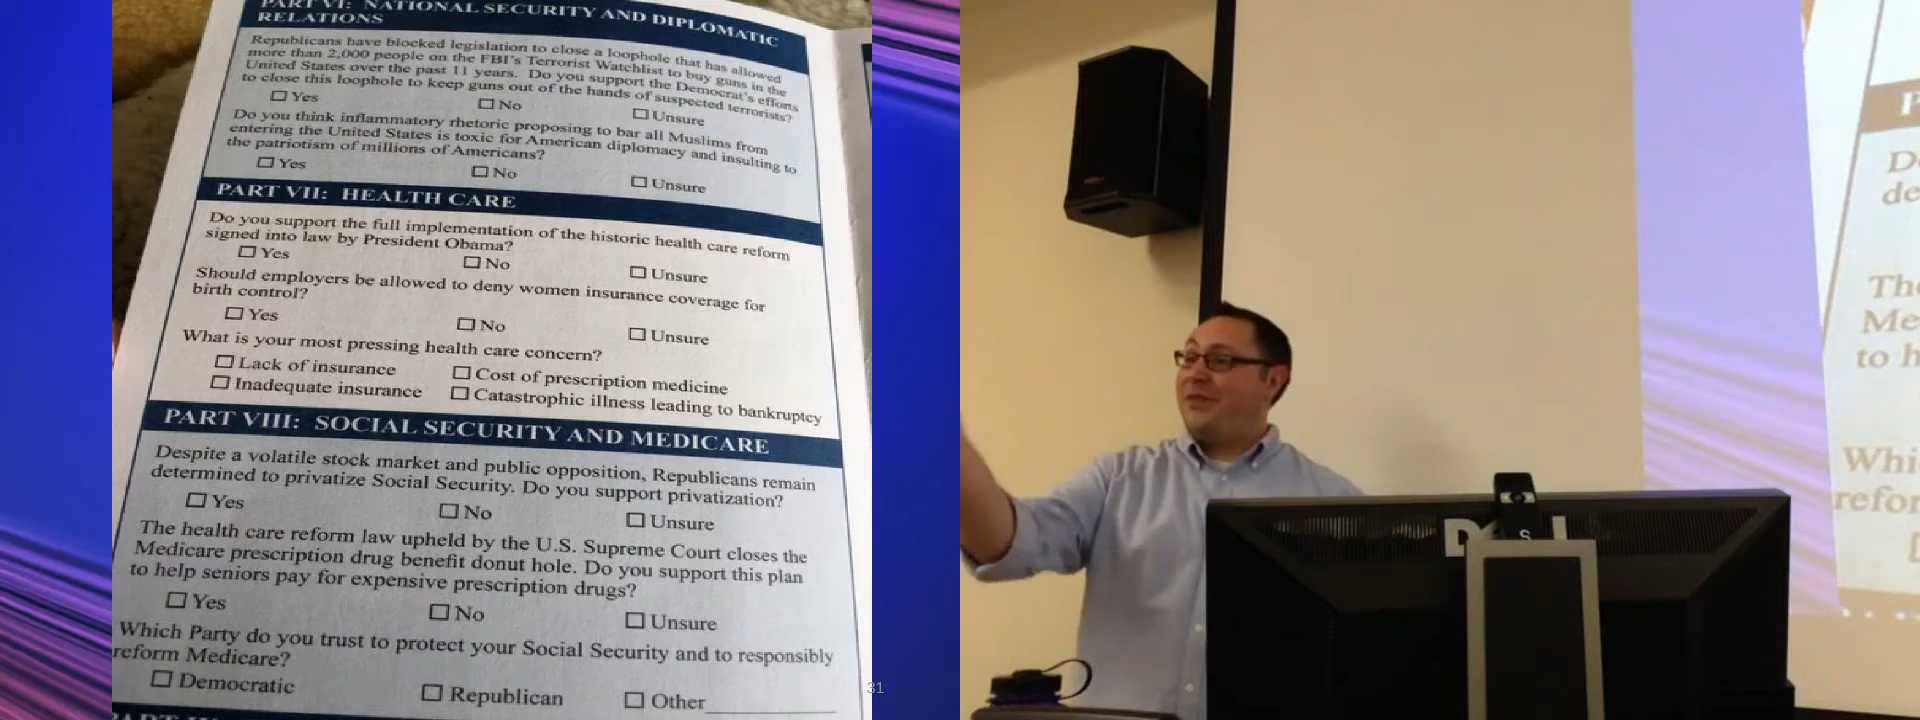 PART VI: NATIONAL SECURITY AND DIPLOMATIC
RELATIONS
Republicans have blocked legislation to close a loophole that has allowed
more than 2,000 people on the FBI's Terrorist Watchlist to buy guns in the
United States over the past 11 years. Do you support the Democrat's efforts
to close this loophole to keep guns out of the hands of suspected terrorists?
Yes No Unsure
Do you think inflammatory rhetoric proposing to bar all Muslims from
entering the United States is toxic for American diplomacy and insulting to
the patriotism of millions of Americans?
Yes No Unsure
PART VII: HEALTH CARE
Do you support the full implementation of the historic health care reform
signed into law by President Obama?
Yes No Unsure
Should employers be allowed to deny women insurance coverage for
birth control?
Yes No Unsure
What is your most pressing health care concern?
Lack of insurance Cost of prescription medicine
Inadequate insurance Catastrophic illness leading to bankruptcy
PART VIII: SOCIAL SECURITY AND MEDICARE
Despite a volatile stock market and public opposition, Republicans remain
determined to privatize Social Security. Do you support privatization?
Yes No Unsure
The health care reform law upheld by the U.S. Supreme Court closes the
Medicare prescription drug benefit donut hole. Do you support this plan
to help seniors pay for expensive prescription drugs?
Yes No Unsure
Which Party do you trust to protect your Social Security and to responsibly
reform Medicare?
Democratic Republican Other
31
P
De
de
The
Me
to h
Whi
refor